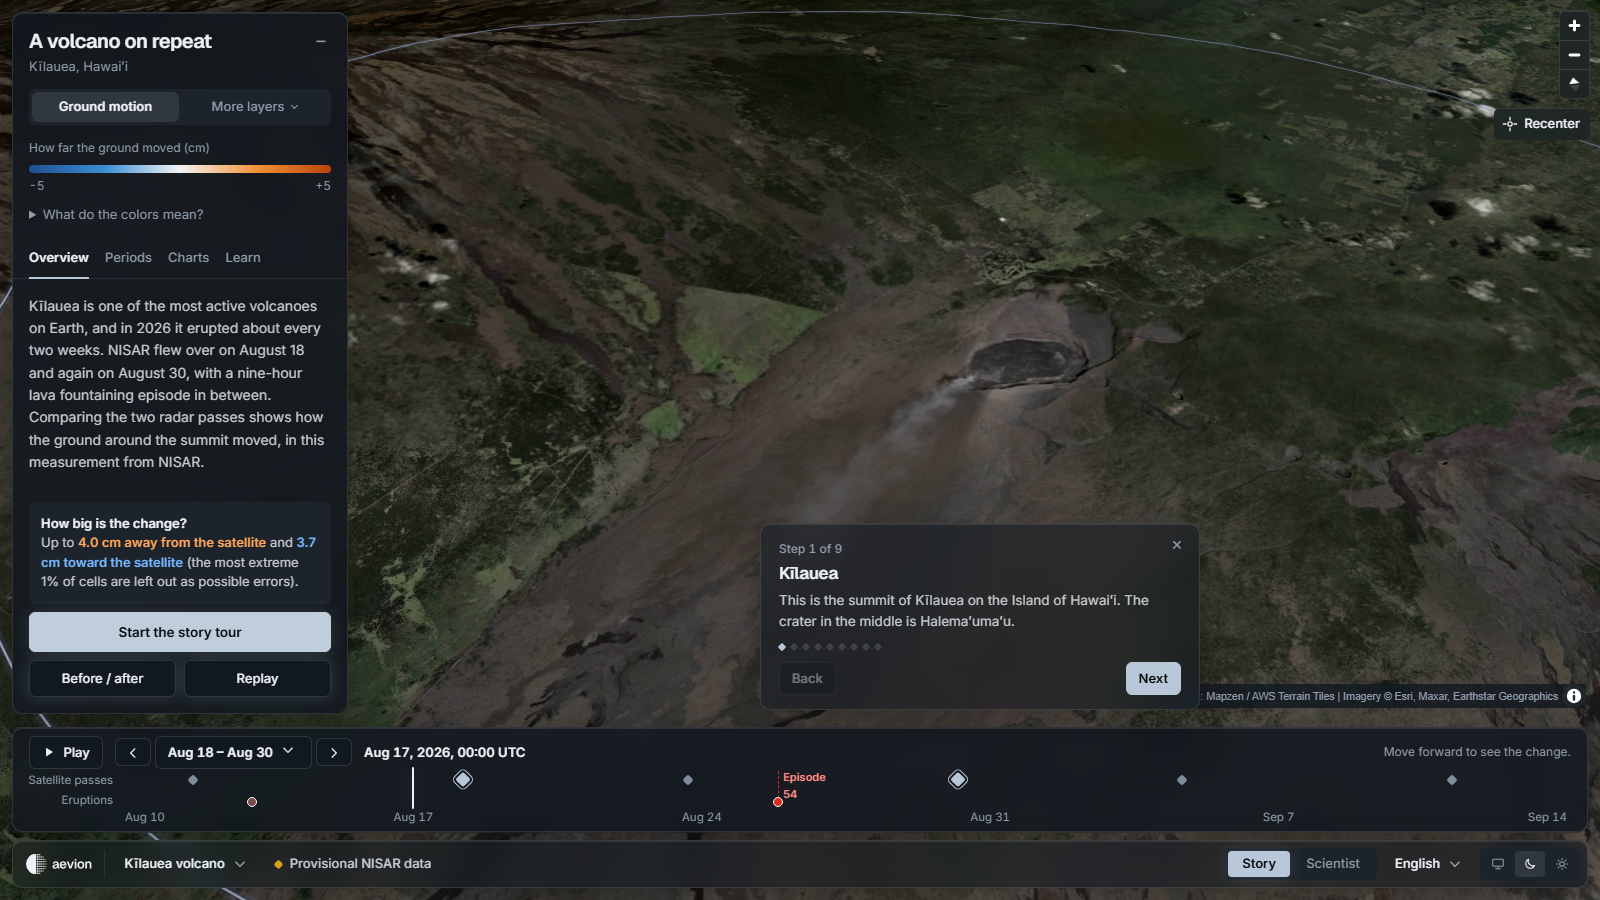 A volcano on repeat
Kīlauea, Hawaiʻi
Ground motion
More layers
How far the ground moved (cm)
-5
+5
What do the colors mean?
Overview
Periods
Charts
Learn
Kīlauea is one of the most active volcanoes
on Earth, and in 2026 it erupted about every
two weeks. NISAR flew over on August 18
and again on August 30, with a nine-hour
lava fountaining episode in between.
Comparing the two radar passes shows how
the ground around the summit moved, in this
measurement from NISAR.
How big is the change?
Up to 4.0 cm away from the satellite and 3.7
cm toward the satellite (the most extreme
1% of cells are left out as possible errors).
Start the story tour
Before / after
Replay
Recenter
Step 1 of 9
Kīlauea
This is the summit of Kīlauea on the Island of Hawaiʻi. The
crater in the middle is Halemaʻumaʻu.
Back
Next
: Mapzen / AWS Terrain Tiles | Imagery © Esri, Maxar, Earthstar Geographics
Play
Aug 18 – Aug 30
Aug 17, 2026, 00:00 UTC
Move forward to see the change.
Satellite passes
Eruptions
Episode
54
Aug 10
Aug 17
Aug 24
Aug 31
Sep 7
Sep 14
aevion
Kīlauea volcano
Provisional NISAR data
Story
Scientist
English